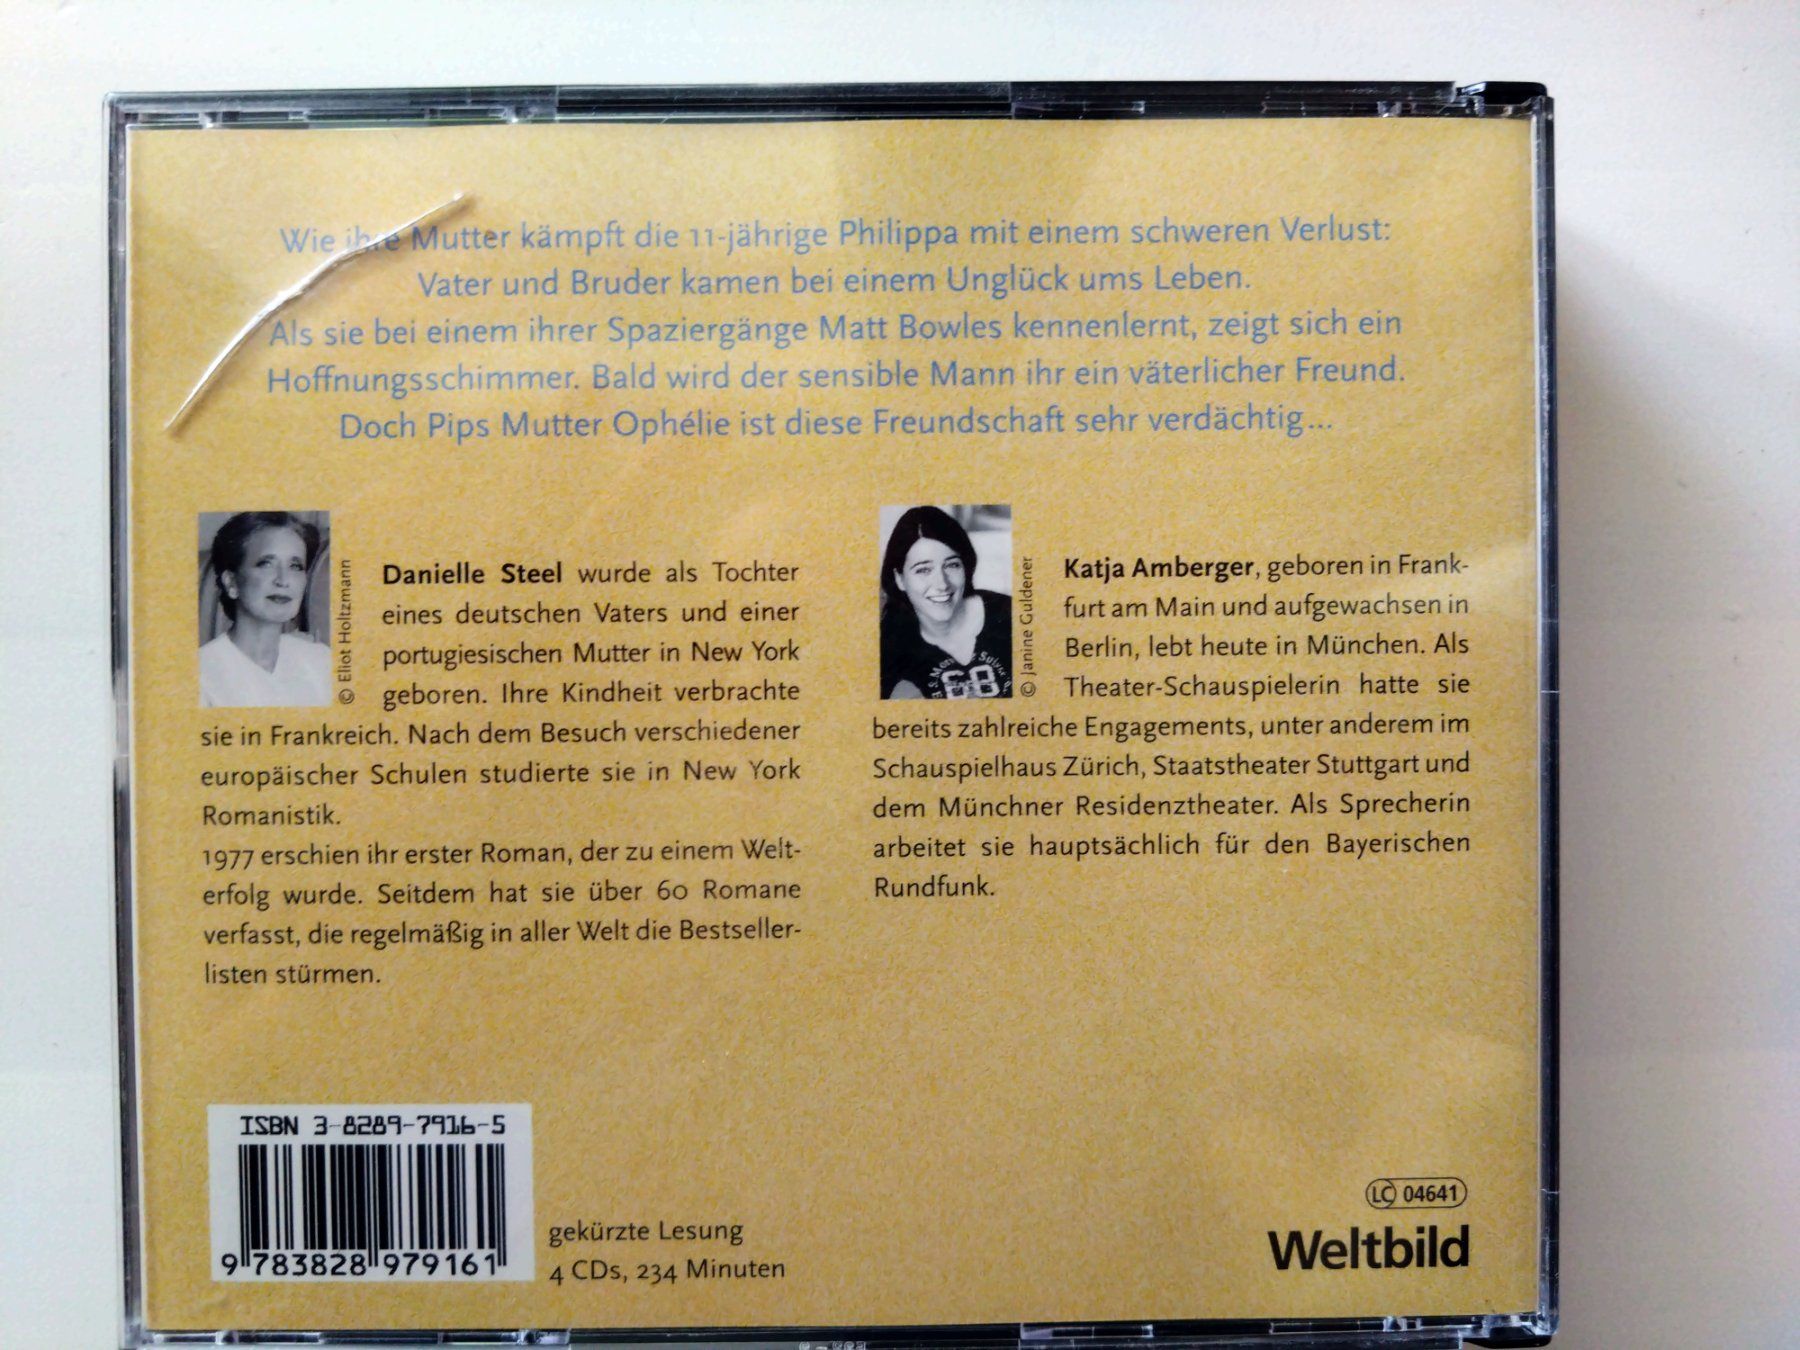 Wie ihre Mutter kämpft die 11-jährige Philippa mit einem schweren Verlust:
Vater und Bruder kamen bei einem Unglück ums Leben.
Als sie bei einem ihrer Spaziergänge Matt Bowles kennenlernt, zeigt sich ein
Hoffnungsschimmer. Bald wird der sensible Mann ihr ein väterlicher Freund.
Doch Pips Mutter Ophélie ist diese Freundschaft sehr verdächtig...
© Eliot Holtzmann
Danielle Steel wurde als Tochter
eines deutschen Vaters und einer
portugiesischen Mutter in New York
geboren. Ihre Kindheit verbrachte
sie in Frankreich. Nach dem Besuch verschiedener
europäischer Schulen studierte sie in New York
Romanistik.
1977 erschien ihr erster Roman, der zu einem Welt-
erfolg wurde. Seitdem hat sie über 60 Romane
verfasst, die regelmäßig in aller Welt die Bestseller-
listen stürmen.
© Janine Guldener
68
Katja Amberger, geboren in Frank-
furt am Main und aufgewachsen in
Berlin, lebt heute in München. Als
Theater-Schauspielerin hatte sie
bereits zahlreiche Engagements, unter anderem im
Schauspielhaus Zürich, Staatstheater Stuttgart und
dem Münchner Residenztheater. Als Sprecherin
arbeitet sie hauptsächlich für den Bayerischen
Rundfunk.
ISBN 3-8289-7916-5
9 783828 979161
gekürzte Lesung
4 CDs, 234 Minuten
LC 04641
Weltbild